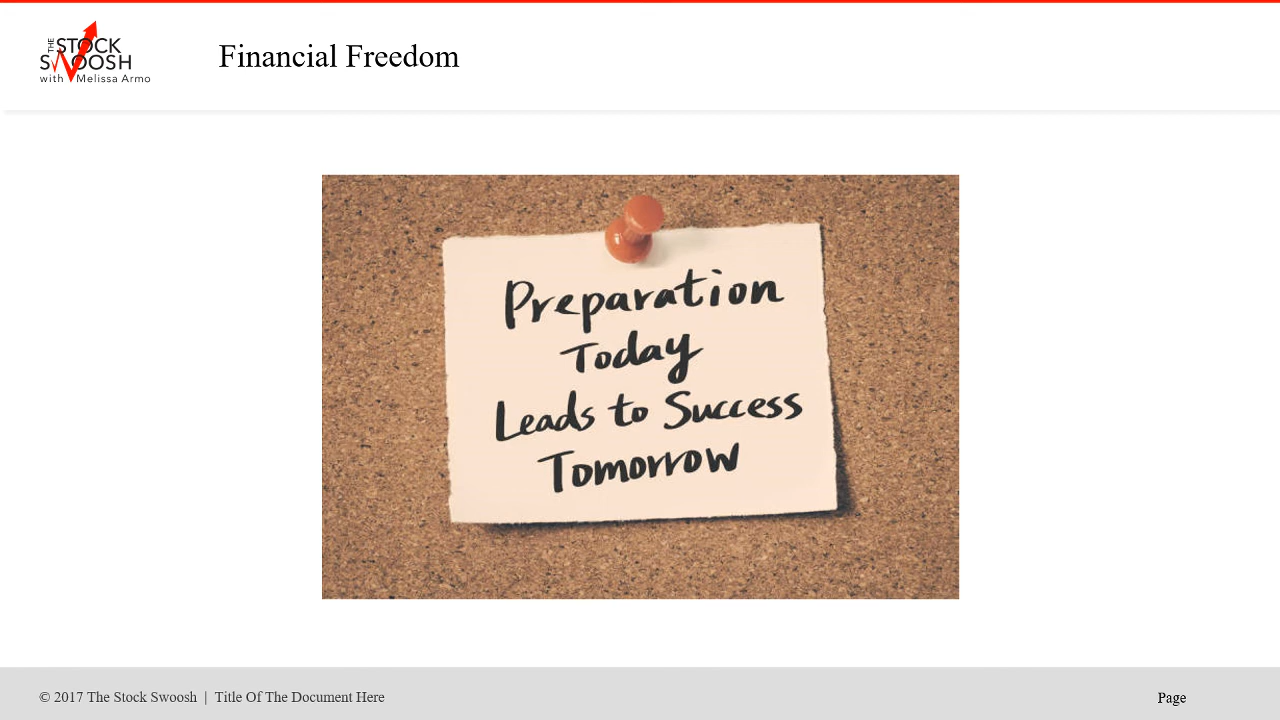 THE
STOCK
SWOOSH
with Melissa Armo
Financial Freedom
Preparation
Today
Leads to Success
Tomorrow
© 2017 The Stock Swoosh | Title Of The Document Here
Page